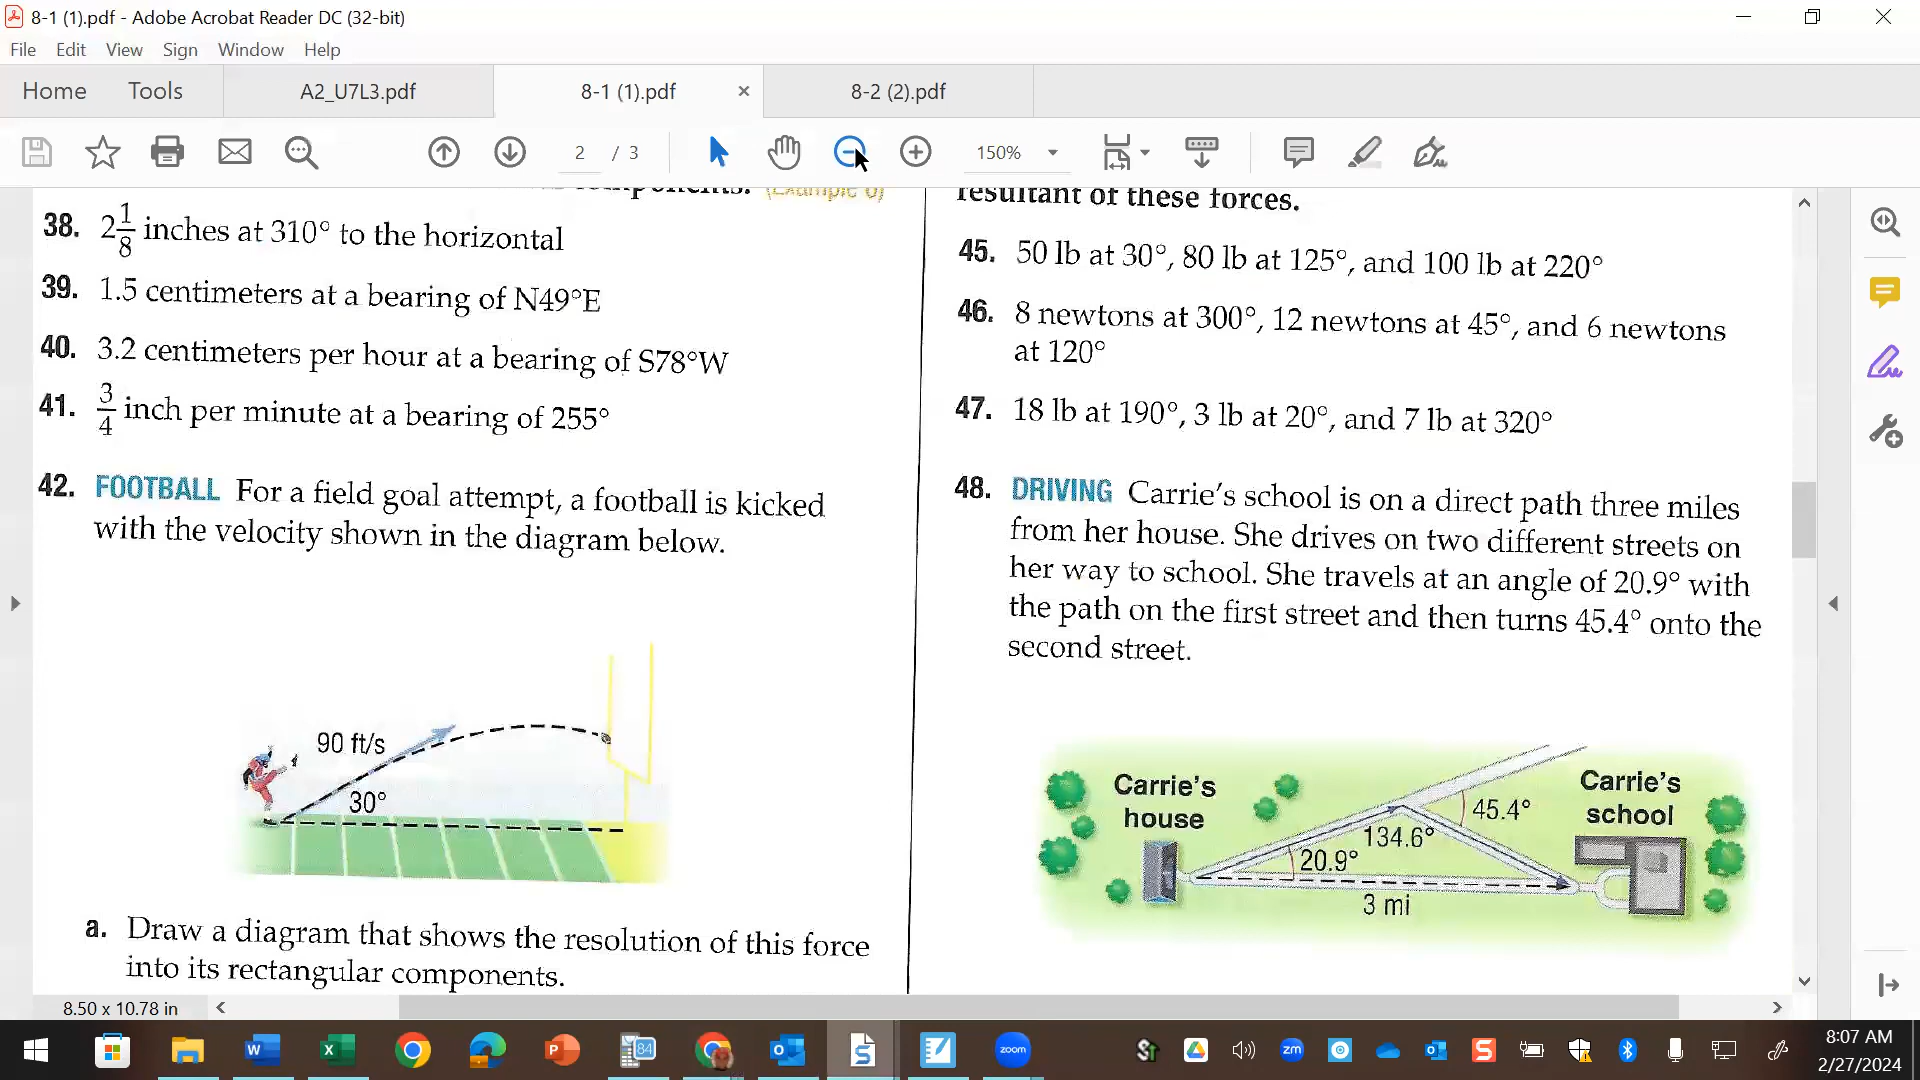 8-1 (1).pdf - Adobe Acrobat Reader DC (32-bit)
File Edit View Sign Window Help
Home Tools A2_U7L3.pdf 8-1 (1).pdf × 8-2 (2).pdf
2 / 3 150%
components. (Example 6)
38. 2 1/8 inches at 310° to the horizontal
39. 1.5 centimeters at a bearing of N49°E
40. 3.2 centimeters per hour at a bearing of S78°W
41. 3/4 inch per minute at a bearing of 255°
42. FOOTBALL For a field goal attempt, a football is kicked
with the velocity shown in the diagram below.
90 ft/s
30°
a. Draw a diagram that shows the resolution of this force
into its rectangular components.
resultant of these forces.
45. 50 lb at 30°, 80 lb at 125°, and 100 lb at 220°
46. 8 newtons at 300°, 12 newtons at 45°, and 6 newtons
at 120°
47. 18 lb at 190°, 3 lb at 20°, and 7 lb at 320°
48. DRIVING Carrie's school is on a direct path three miles
from her house. She drives on two different streets on
her way to school. She travels at an angle of 20.9° with
the path on the first street and then turns 45.4° onto the
second street.
Carrie's
house
Carrie's
school
45.4°
134.6°
20.9°
3 mi
8.50 x 10.78 in
84
zoom
zm
8:07 AM
2/27/2024